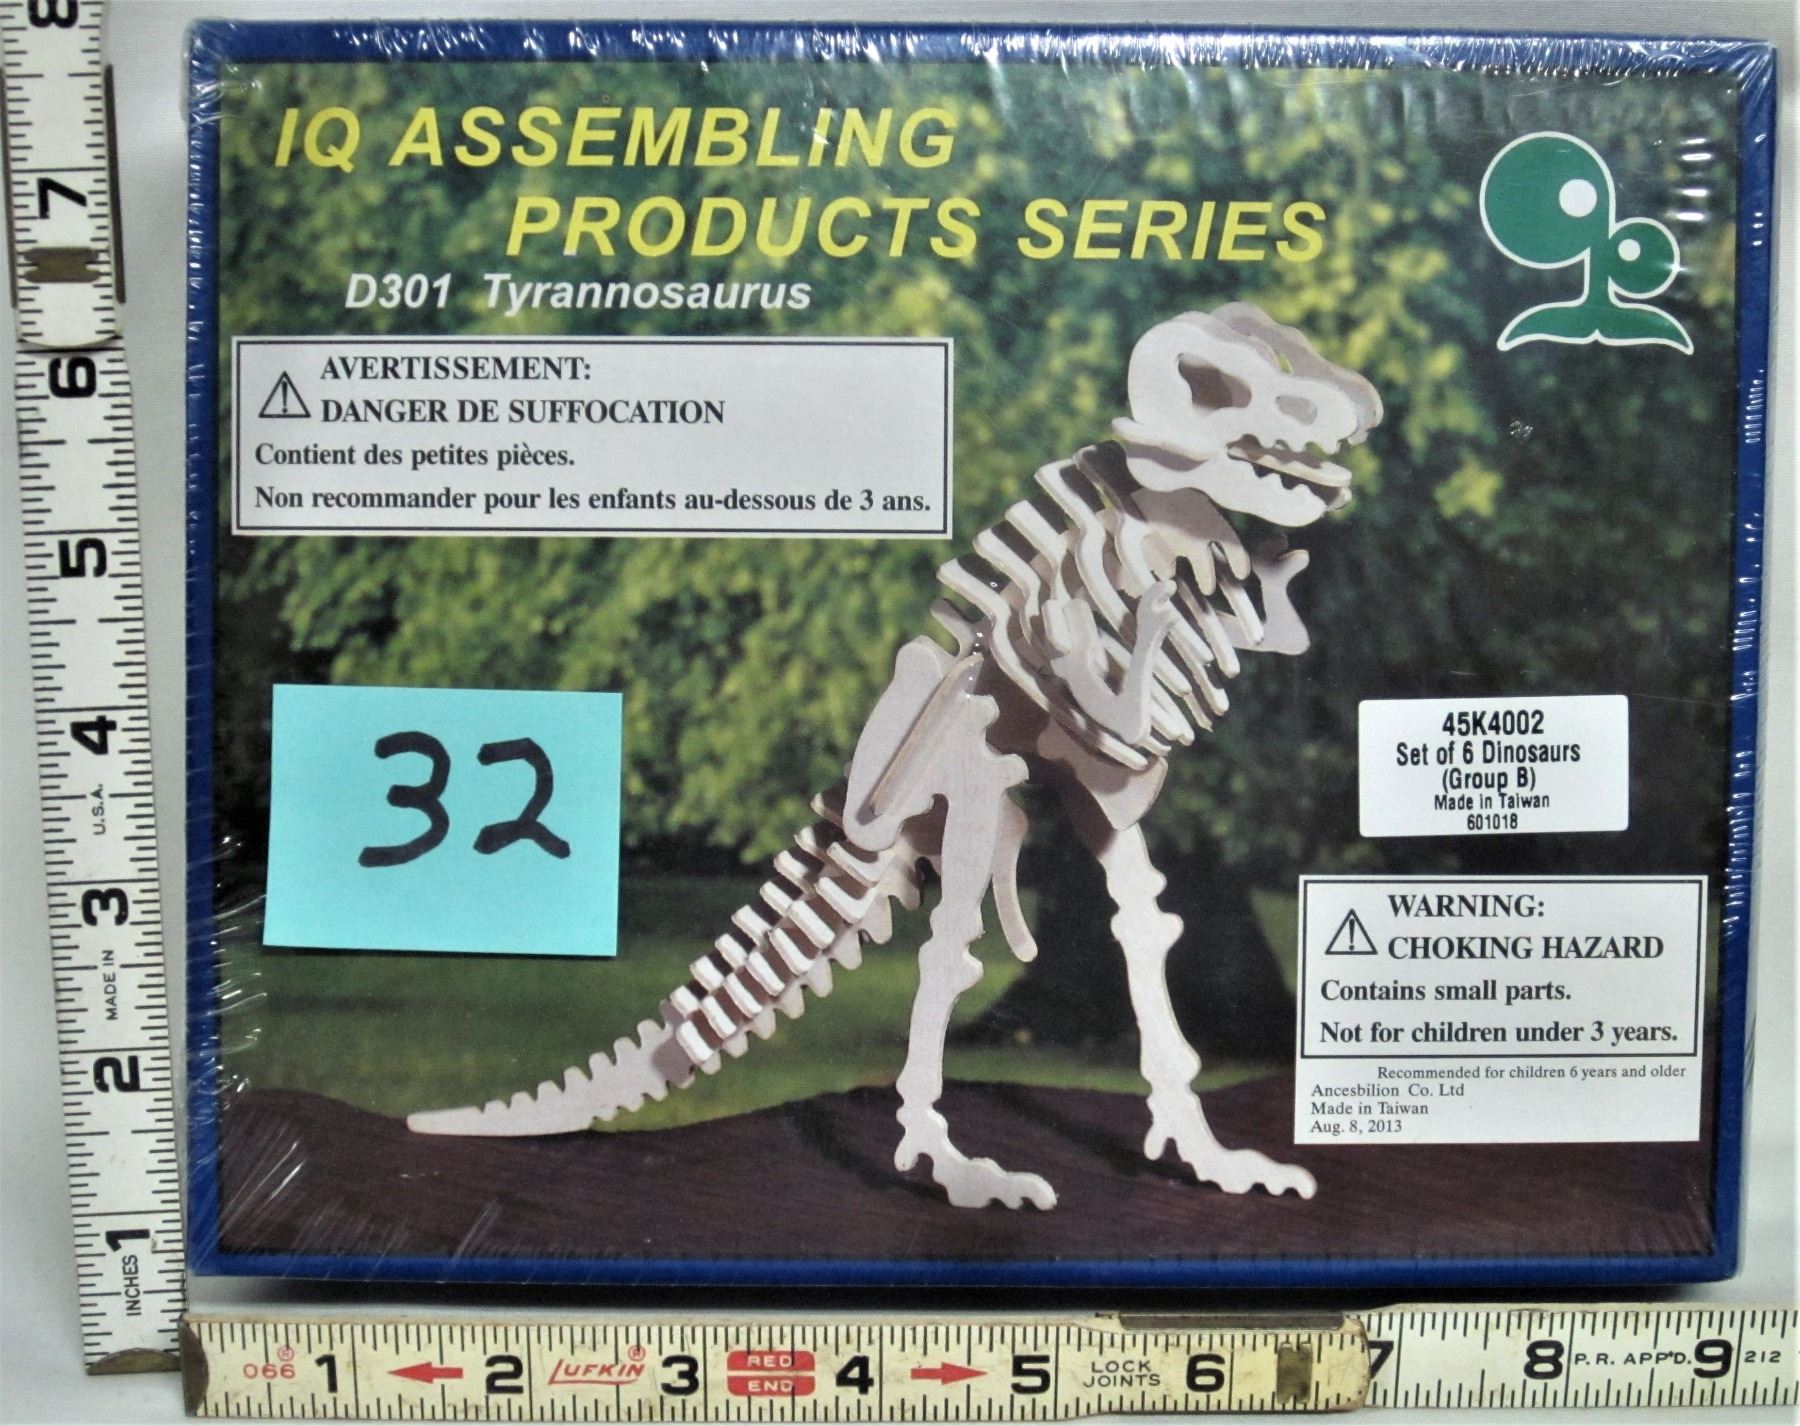 IQ ASSEMBLING
PRODUCTS SERIES
D301 Tyrannosaurus
AVERTISSEMENT:
DANGER DE SUFFOCATION
Contient des petites pièces.
Non recommander pour les enfants au-dessous de 3 ans.
32
45K4002
Set of 6 Dinosaurs
(Group B)
Made in Taiwan
601018
WARNING:
CHOKING HAZARD
Contains small parts.
Not for children under 3 years.
Recommended for children 6 years and older
Ancesbilion Co. Ltd
Made in Taiwan
Aug. 8, 2013
8
7
6
5
4
U.S.A.
3
MADE IN
2
1
INCHES
066® 1 2 LUFKIN® 3 RED END 4 5 LOCK JOINTS 6 7 8 P.R. APP'D. 9 212